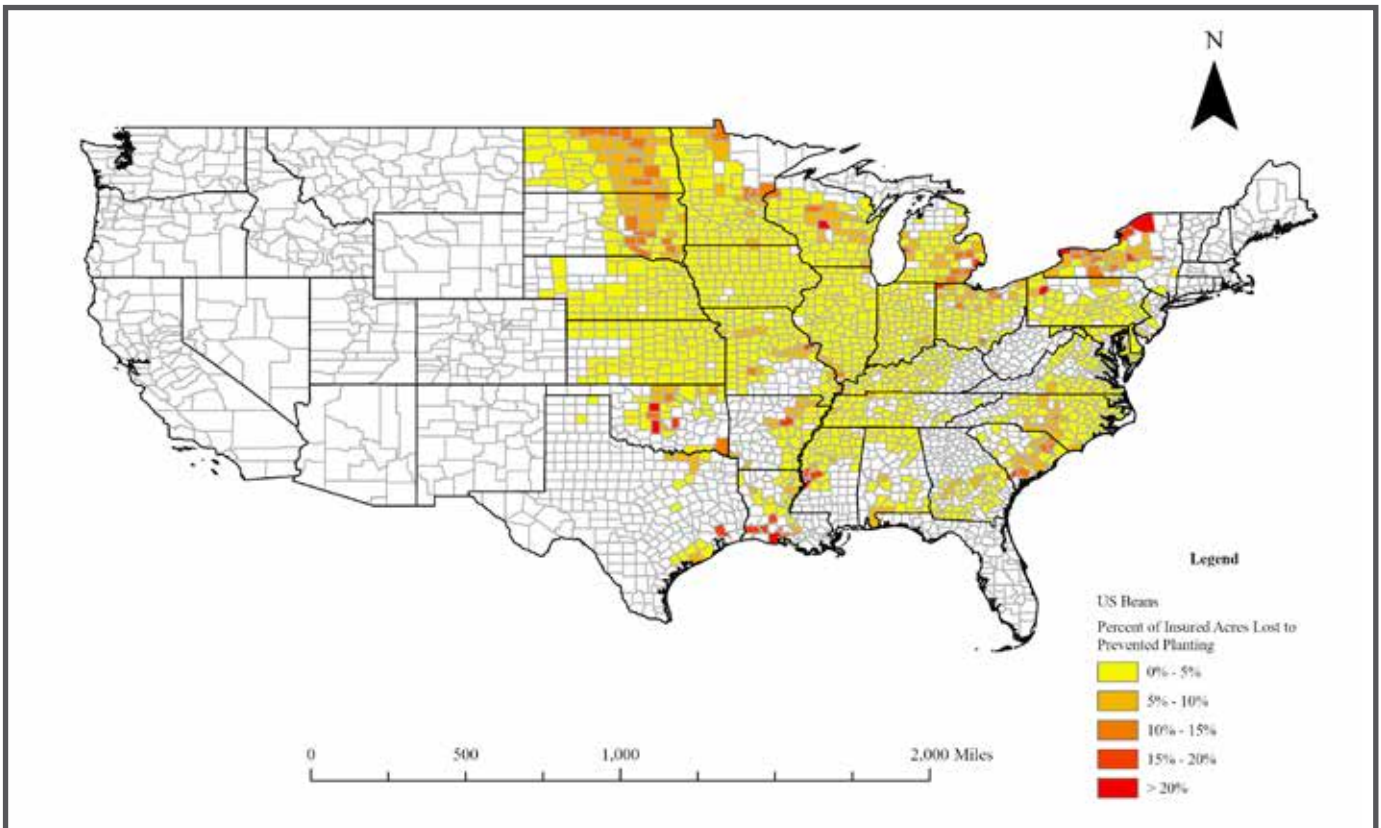 N
Legend
US Beans
Percent of Insured Acres Lost to
Prevented Planting
0% - 5%
5% - 10%
10% - 15%
15% - 20%
> 20%
0 500 1,000 2,000 Miles